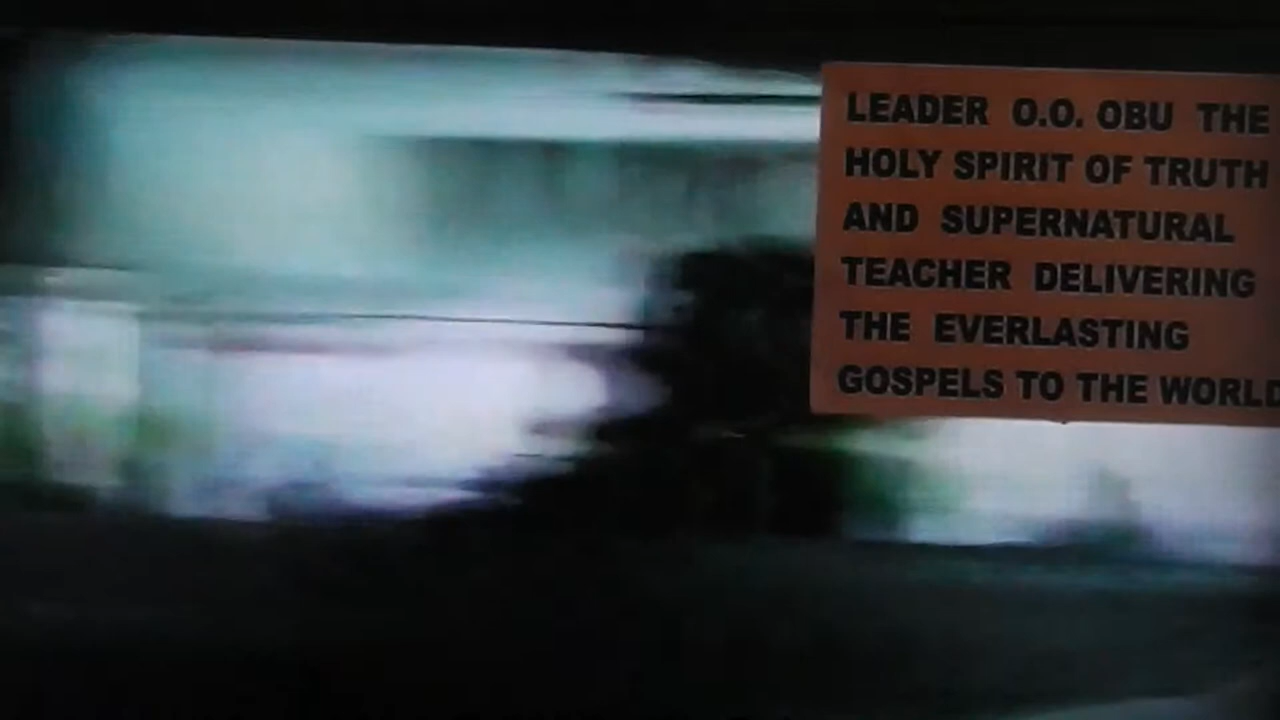 LEADER O.O. OBU THE
HOLY SPIRIT OF TRUTH
AND SUPERNATURAL
TEACHER DELIVERING
THE EVERLASTING
GOSPELS TO THE WORLD